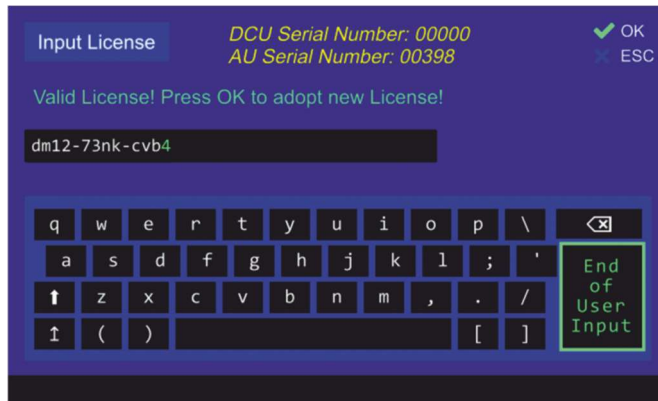 Input License
DCU Serial Number: 00000
AU Serial Number: 00398
OK
ESC
Valid License! Press OK to adopt new License!
dm12-73nk-cvb4
q w e r t y u i o p \
a s d f g h j k l ; '
z x c v b n m , . /
( ) [ ]
End
of
User
Input